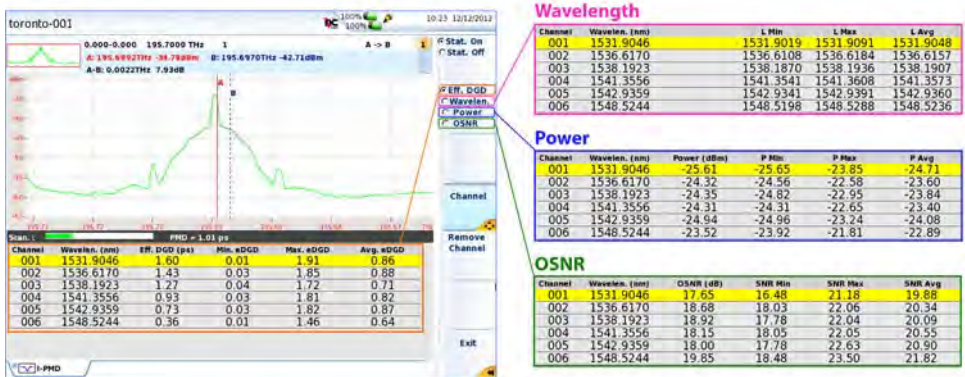 toronto-001
DC 100% 100%
10:23 12/12/2012
0.000-0.000 195.7000 THz 1 A -> B 1
B: 195.6970THz -42.71dBm
A-B: 0.0022THz 7.93dB
A
B
Stat. On
Stat. Off
Eff. DGD
Wavelen.
Power
OSNR
Channel
Remove
Channel
Exit
Scan. : PMD = 1.01 ps
Channel Wavelen. (nm) Eff. DGD (ps) Min. eDGD Max. eDGD Avg. eDGD
001 1531.9046 1.60 0.01 1.91 0.86
002 1536.6170 1.43 0.03 1.85 0.88
003 1538.1923 1.27 0.04 1.72 0.71
004 1541.3556 0.93 0.03 1.81 0.82
005 1542.9359 0.73 0.03 1.82 0.87
006 1548.5244 0.36 0.01 1.46 0.64
I-PMD
Wavelength
Channel Wavelen. (nm) L Min L Max L Avg
001 1531.9046 1531.9019 1531.9091 1531.9048
002 1536.6170 1536.6108 1536.6184 1536.6157
003 1538.1923 1538.1870 1538.1936 1538.1907
004 1541.3556 1541.3541 1541.3608 1541.3573
005 1542.9359 1542.9341 1542.9391 1542.9360
006 1548.5244 1548.5198 1548.5288 1548.5236
Power
Channel Wavelen. (nm) Power (dBm) P Min P Max P Avg
001 1531.9046 -25.61 -25.65 -23.85 -24.71
002 1536.6170 -24.32 -24.56 -22.58 -23.60
003 1538.1923 -24.35 -24.82 -22.95 -23.84
004 1541.3556 -24.31 -24.31 -22.65 -23.40
005 1542.9359 -24.94 -24.96 -23.24 -24.08
006 1548.5244 -23.52 -23.92 -21.81 -22.89
OSNR
Channel Wavelen. (nm) OSNR (dB) SNR Min SNR Max SNR Avg
001 1531.9046 17.65 16.48 21.18 19.88
002 1536.6170 18.68 18.03 22.06 20.34
003 1538.1923 18.92 17.78 22.04 20.09
004 1541.3556 18.15 18.05 22.05 20.55
005 1542.9359 18.00 17.78 22.63 20.90
006 1548.5244 19.85 18.48 23.50 21.82